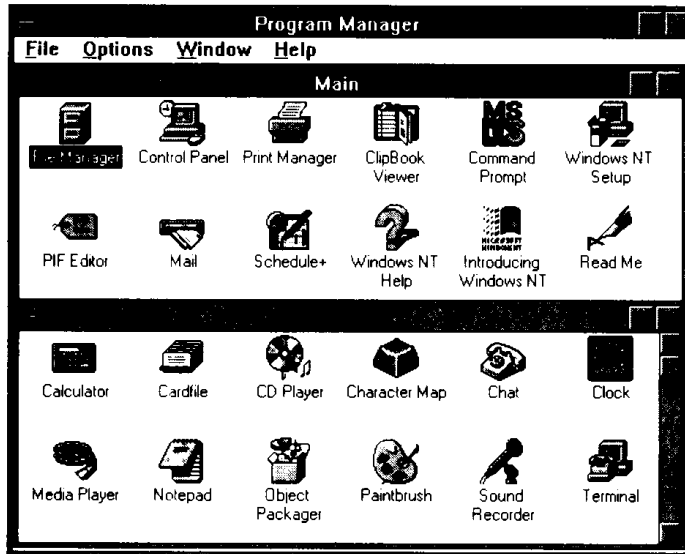 Program Manager
File Options Window Help
Main
File Manager Control Panel Print Manager ClipBook Viewer Command Prompt Windows NT Setup
PIF Editor Mail Schedule+ Windows NT Help Introducing Windows NT Read Me
Calculator Cardfile CD Player Character Map Chat Clock
Media Player Notepad Object Packager Paintbrush Sound Recorder Terminal